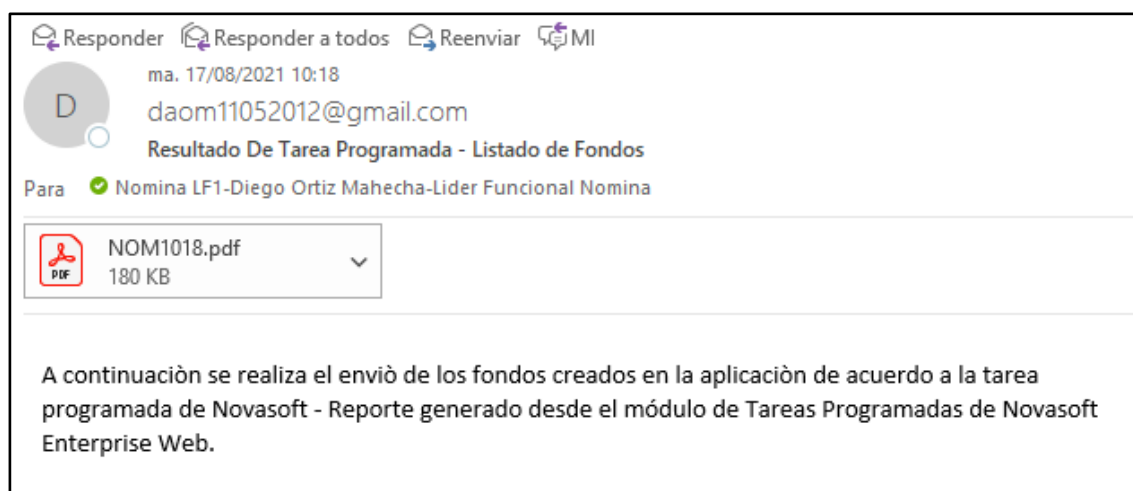 Responder Responder a todos Reenviar MI
ma. 17/08/2021 10:18
D
daom11052012@gmail.com
Resultado De Tarea Programada - Listado de Fondos
Para Nomina LF1-Diego Ortiz Mahecha-Lider Funcional Nomina
NOM1018.pdf
PDF
180 KB
A continuaciòn se realiza el enviò de los fondos creados en la aplicaciòn de acuerdo a la tarea
programada de Novasoft - Reporte generado desde el módulo de Tareas Programadas de Novasoft
Enterprise Web.